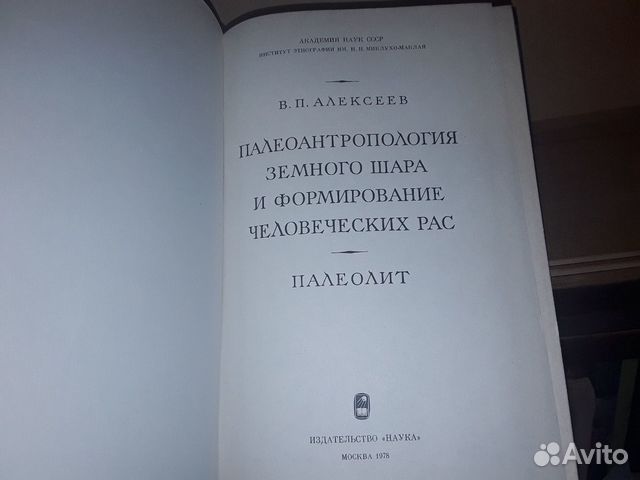 АКАДЕМИЯ НАУК СССР
ИНСТИТУТ ЭТНОГРАФИИ ИМ. Н. Н. МИКЛУХО-МАКЛАЯ
В. П. АЛЕКСЕЕВ
ПАЛЕОАНТРОПОЛОГИЯ
ЗЕМНОГО ШАРА
И ФОРМИРОВАНИЕ
ЧЕЛОВЕЧЕСКИХ РАС
ПАЛЕОЛИТ
ИЗДАТЕЛЬСТВО «НАУКА»
МОСКВА 1978
Avito